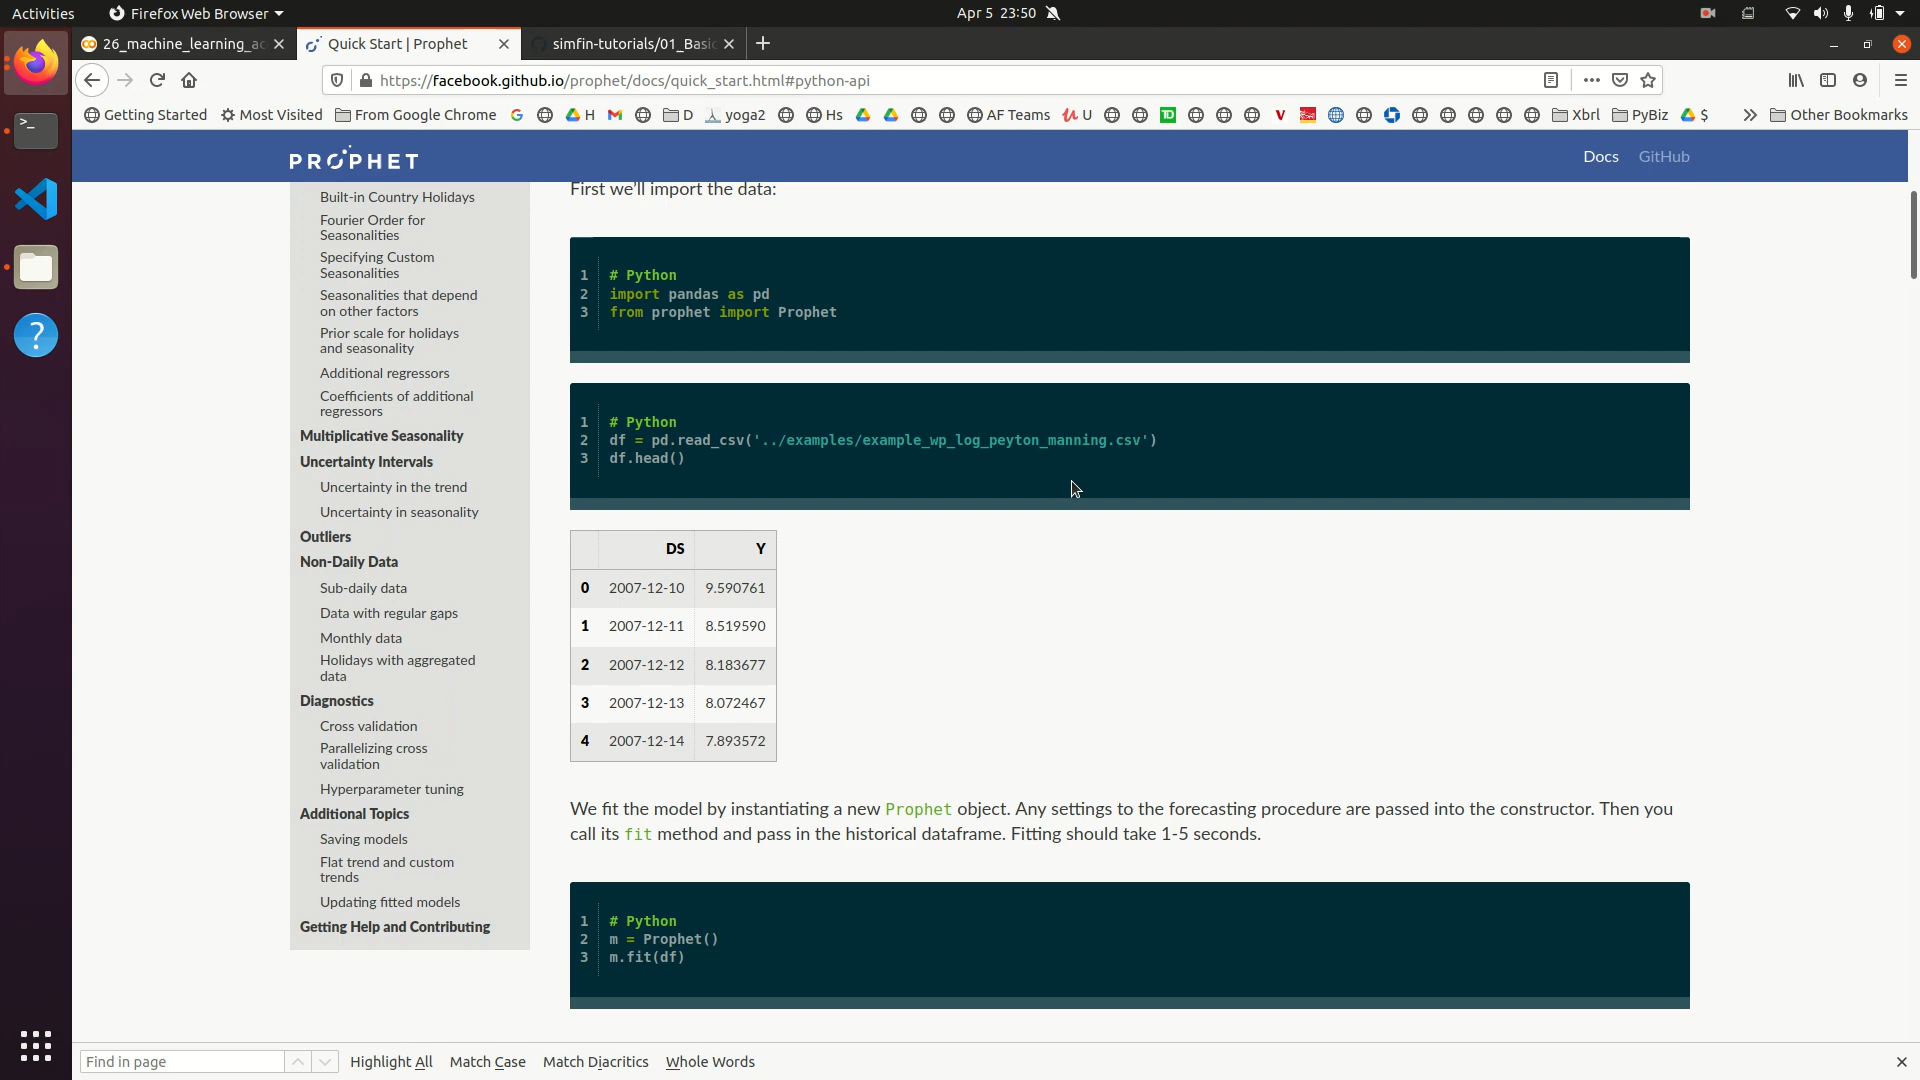 Activities
Firefox Web Browser
Apr 5 23:50
26_machine_learning_a
Quick Start | Prophet
simfin-tutorials/01_Basi
https://facebook.github.io/prophet/docs/quick_start.html#python-api
Getting Started
Most Visited
From Google Chrome
H
D
yoga2
Hs
AF Teams
U
Xbrl
PyBiz
$
Other Bookmarks
PROPHET
Docs
GitHub
Built-in Country Holidays
Fourier Order for
Seasonalities
Specifying Custom
Seasonalities
Seasonalities that depend
on other factors
Prior scale for holidays
and seasonality
Additional regressors
Coefficients of additional
regressors
Multiplicative Seasonality
Uncertainty Intervals
Uncertainty in the trend
Uncertainty in seasonality
Outliers
Non-Daily Data
Sub-daily data
Data with regular gaps
Monthly data
Holidays with aggregated
data
Diagnostics
Cross validation
Parallelizing cross
validation
Hyperparameter tuning
Additional Topics
Saving models
Flat trend and custom
trends
Updating fitted models
Getting Help and Contributing
First we'll import the data:
1 # Python
2 import pandas as pd
3 from prophet import Prophet
1 # Python
2 df = pd.read_csv('../examples/example_wp_log_peyton_manning.csv')
3 df.head()
DS Y
0 2007-12-10 9.590761
1 2007-12-11 8.519590
2 2007-12-12 8.183677
3 2007-12-13 8.072467
4 2007-12-14 7.893572
We fit the model by instantiating a new Prophet object. Any settings to the forecasting procedure are passed into the constructor. Then you
call its fit method and pass in the historical dataframe. Fitting should take 1-5 seconds.
1 # Python
2 m = Prophet()
3 m.fit(df)
Find in page
Highlight All
Match Case
Match Diacritics
Whole Words